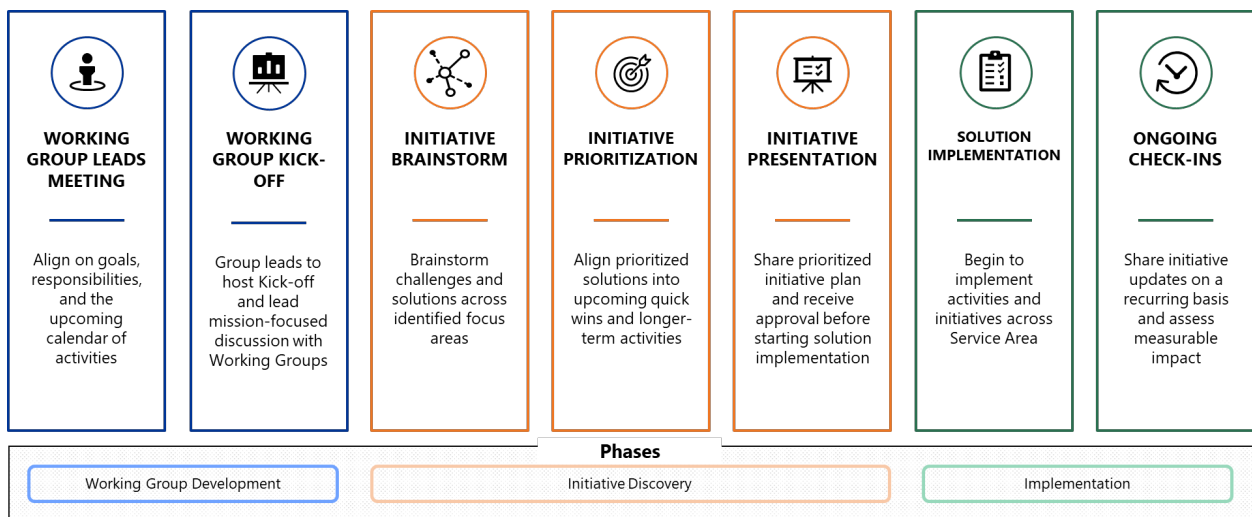 WORKING
GROUP LEADS
MEETING
Align on goals,
responsibilities,
and the
upcoming
calendar of
activities
WORKING
GROUP KICK-
OFF
Group leads to
host Kick-off
and lead
mission-focused
discussion with
Working Groups
INITIATIVE
BRAINSTORM
Brainstorm
challenges and
solutions across
identified focus
areas
INITIATIVE
PRIORITIZATION
Align prioritized
solutions into
upcoming quick
wins and longer-
term activities
INITIATIVE
PRESENTATION
Share prioritized
initiative plan
and receive
approval before
starting solution
implementation
SOLUTION
IMPLEMENTATION
Begin to
implement
activities and
initiatives across
Service Area
ONGOING
CHECK-INS
Share initiative
updates on a
recurring basis
and assess
measurable
impact
Phases
Working Group Development
Initiative Discovery
Implementation